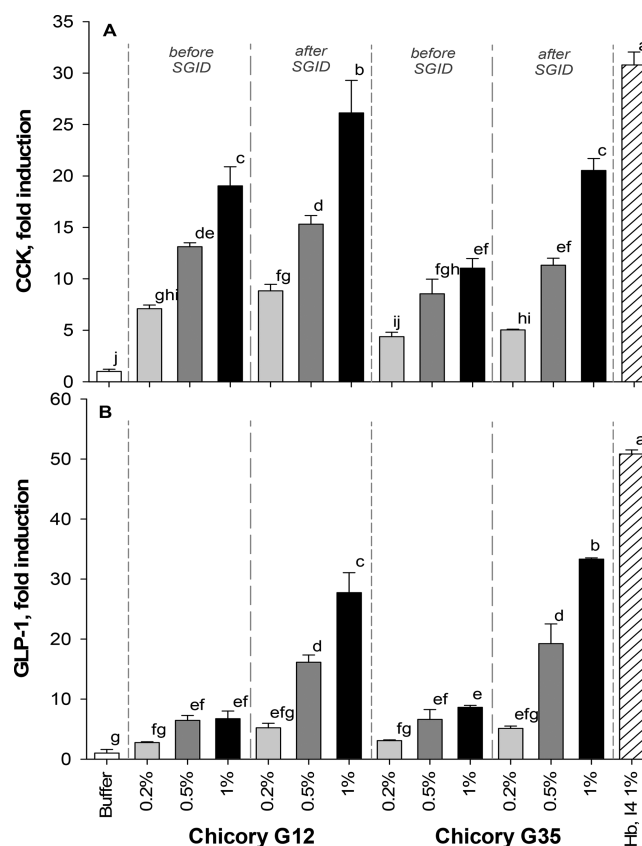 A
before SGID
after SGID
before SGID
after SGID
a
b
c
c
d
de
ef
ef
fgh
fg
ghi
hi
ij
j
CCK, fold induction
35
30
25
20
15
10
5
0
B
a
b
c
d
d
e
ef
ef
ef
efg
efg
fg
fg
g
GLP-1, fold induction
60
50
40
30
20
10
0
Buffer
0.2%
0.5%
1%
0.2%
0.5%
1%
0.2%
0.5%
1%
0.2%
0.5%
1%
Hb, I4 1%
Chicory G12
Chicory G35